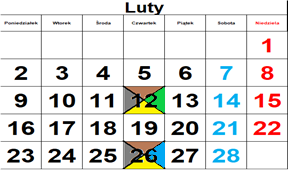 Luty
Poniedziałek Wtorek Środa Czwartek Piątek Sobota Niedziela
1
2 3 4 5 6 7 8
9 10 11 12 13 14 15
16 17 18 19 20 21 22
23 24 25 26 27 28